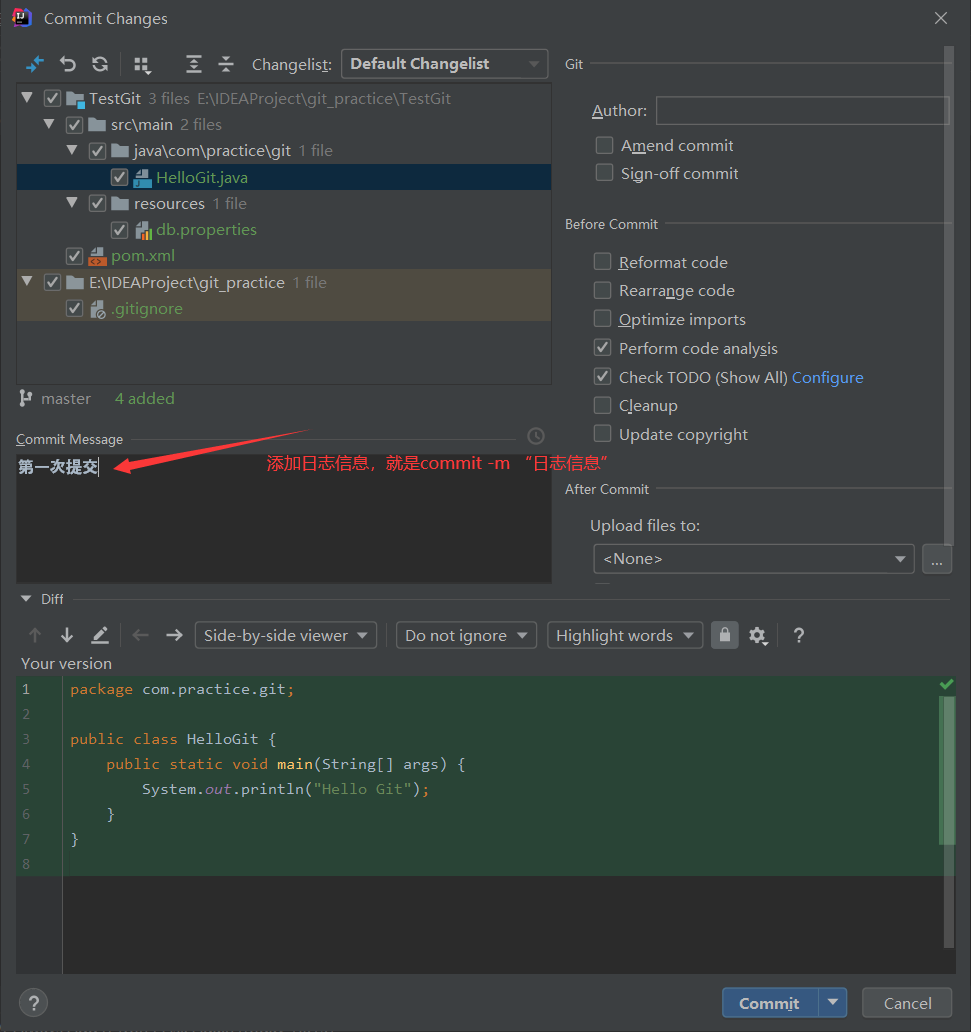 Commit Changes
Changelist: Default Changelist
TestGit 3 files E:\IDEAProject\git_practice\TestGit
src\main 2 files
java\com\practice\git 1 file
HelloGit.java
resources 1 file
db.properties
pom.xml
E:\IDEAProject\git_practice 1 file
.gitignore
master 4 added
Commit Message
第一次提交
添加日志信息，就是commit -m “日志信息”
Git
Author:
Amend commit
Sign-off commit
Before Commit
Reformat code
Rearrange code
Optimize imports
Perform code analysis
Check TODO (Show All) Configure
Cleanup
Update copyright
After Commit
Upload files to:
<None> ...
Diff
Side-by-side viewer Do not ignore Highlight words ?
Your version
1 package com.practice.git;
2
3 public class HelloGit {
4 public static void main(String[] args) {
5 System.out.println("Hello Git");
6 }
7 }
8
? Commit Cancel